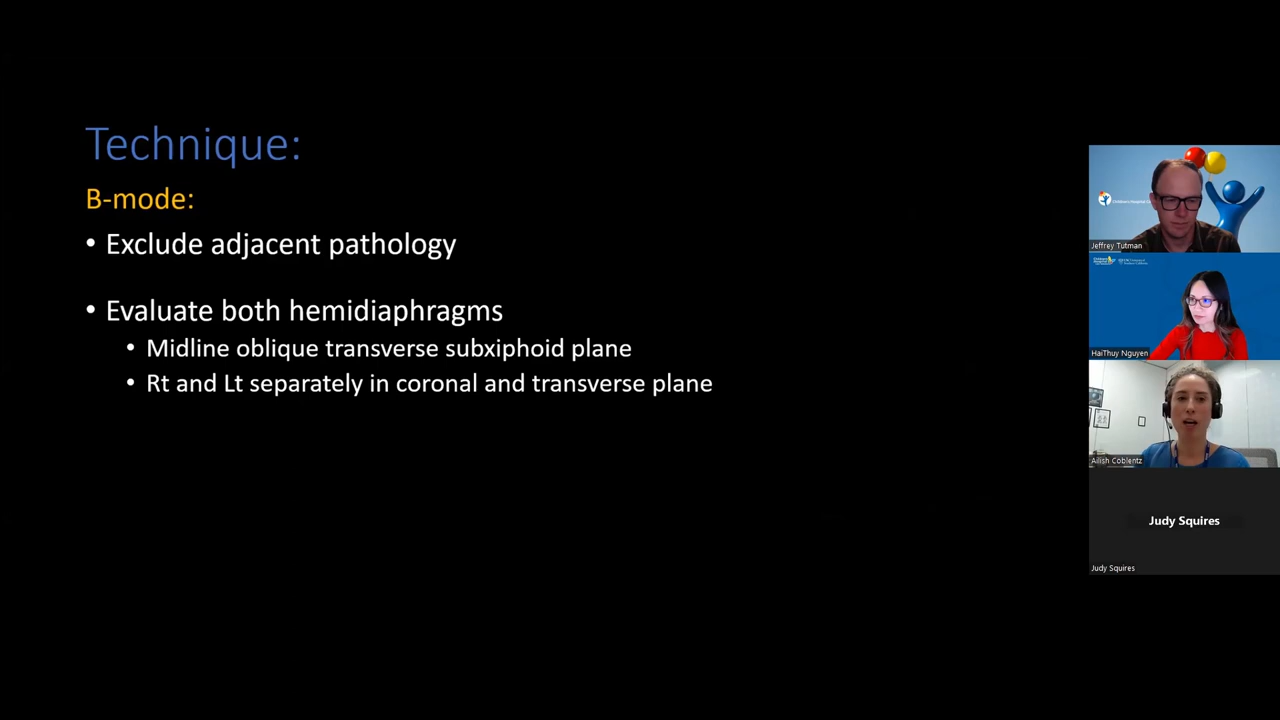 Technique:
B-mode:
• Exclude adjacent pathology
• Evaluate both hemidiaphragms
• Midline oblique transverse subxiphoid plane
• Rt and Lt separately in coronal and transverse plane
Jeffrey Tutman
HaiThuy Nguyen
Ailish Coblentz
Judy Squires
Judy Squires